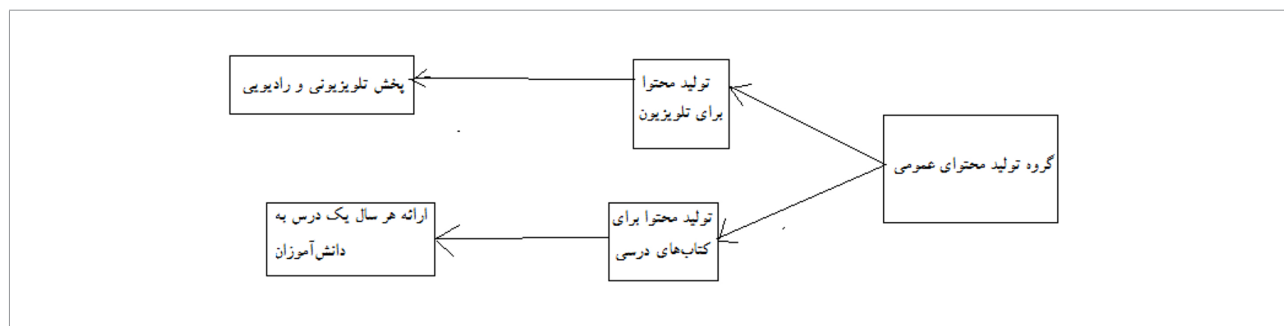 گروه تولید محتوای عمومی
تولید محتوا
برای تلویزیون
پخش تلویزیونی و رادیویی
تولید محتوا برای
کتاب‌های درسی
ارائه هر سال یک درس به
دانش‌آموزان